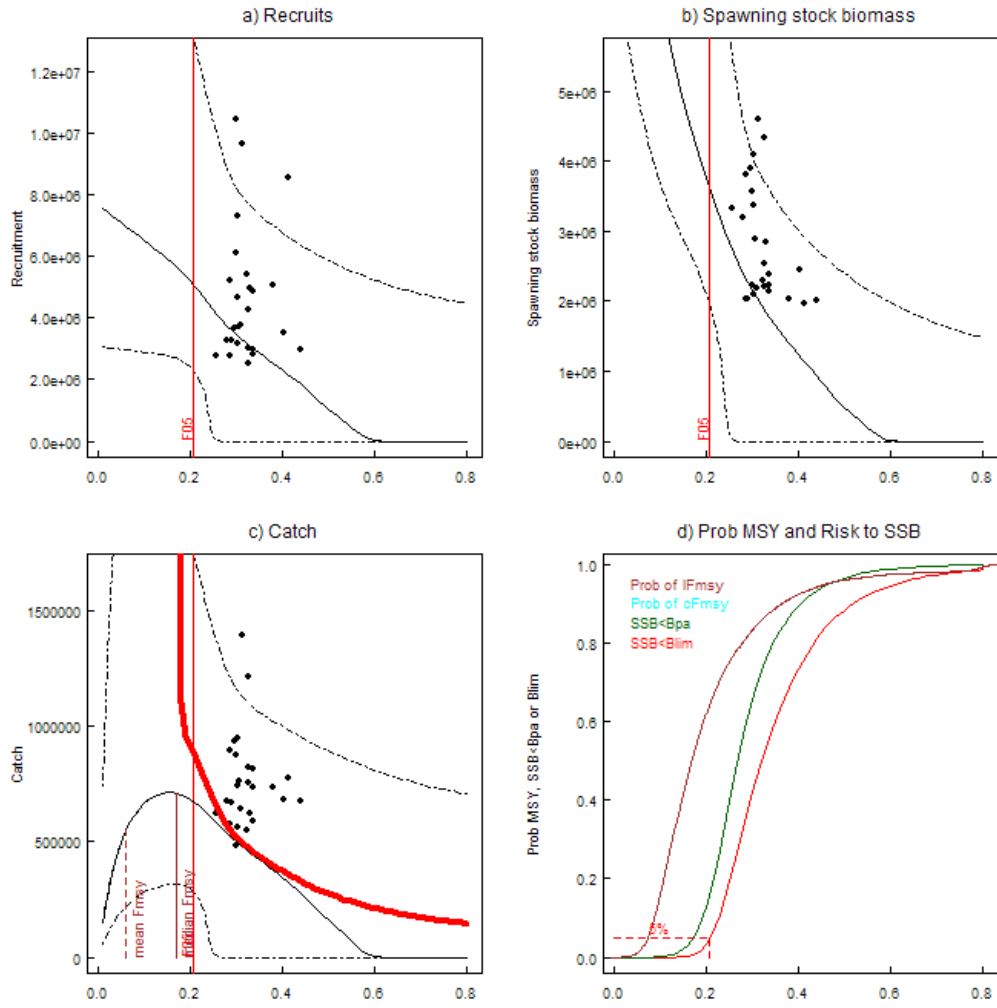 a) Recruits
Recruitment
1.2e+07
1.0e+07
8.0e+06
6.0e+06
4.0e+06
2.0e+06
0.0e+00
F05
0.0 0.2 0.4 0.6 0.8
b) Spawning stock biomass
Spawning stock biomass
5e+06
4e+06
3e+06
2e+06
1e+06
0e+00
F05
0.0 0.2 0.4 0.6 0.8
c) Catch
Catch
1500000
1000000
500000
0
mean Fmsy
median Fmsy
0.0 0.2 0.4 0.6 0.8
d) Prob MSY and Risk to SSB
Prob MSY, SSB<Bpa or Blim
1.0
0.8
0.6
0.4
0.2
0.0
Prob of lFmsy
Prob of cFmsy
SSB<Bpa
SSB<Blim
5%
0.0 0.2 0.4 0.6 0.8